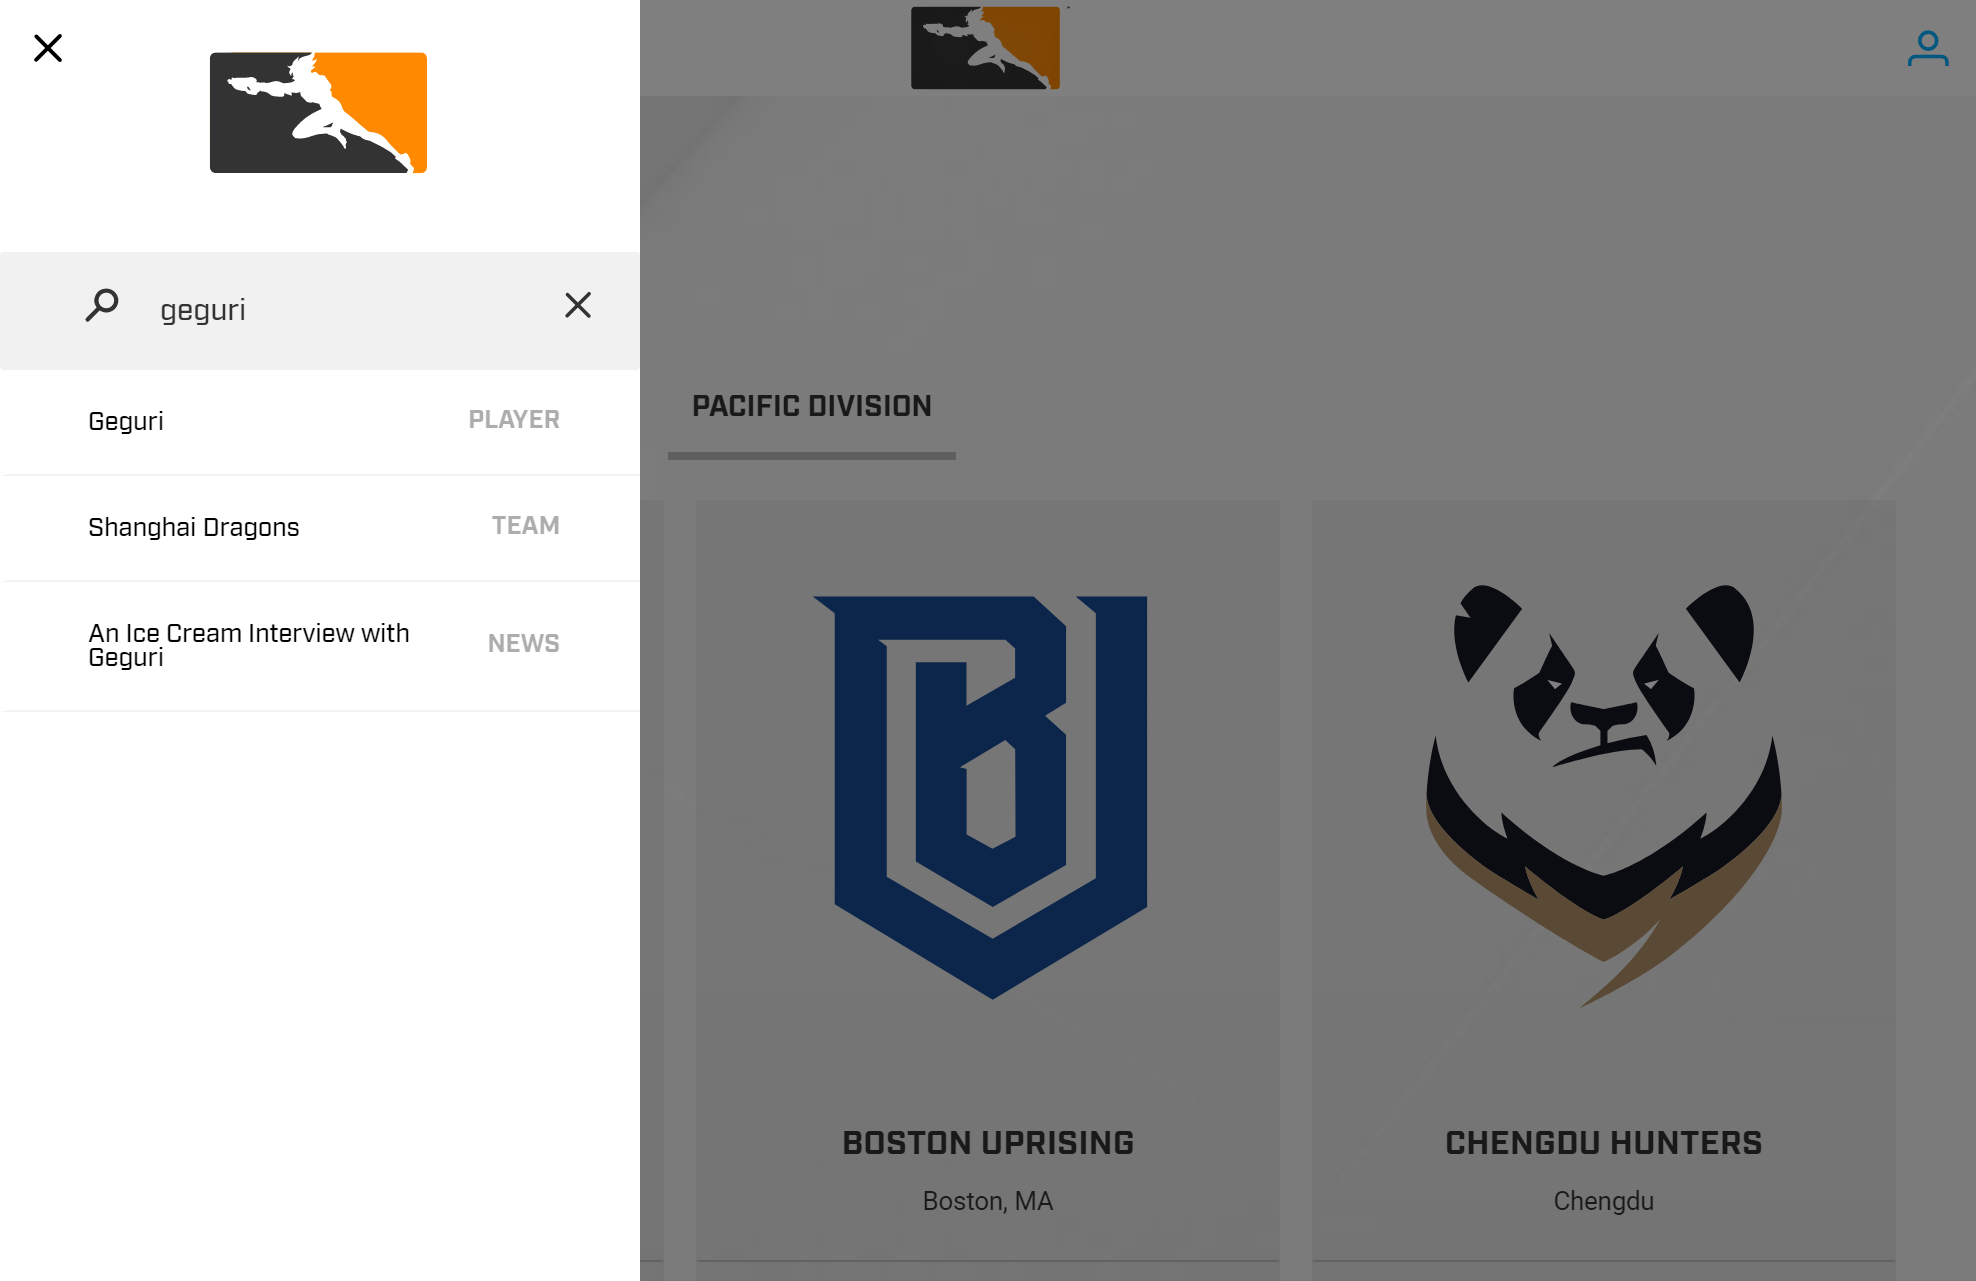 geguri
Geguri
PLAYER
Shanghai Dragons
TEAM
An Ice Cream Interview with
Geguri
NEWS
PACIFIC DIVISION
BOSTON UPRISING
Boston, MA
CHENGDU HUNTERS
Chengdu